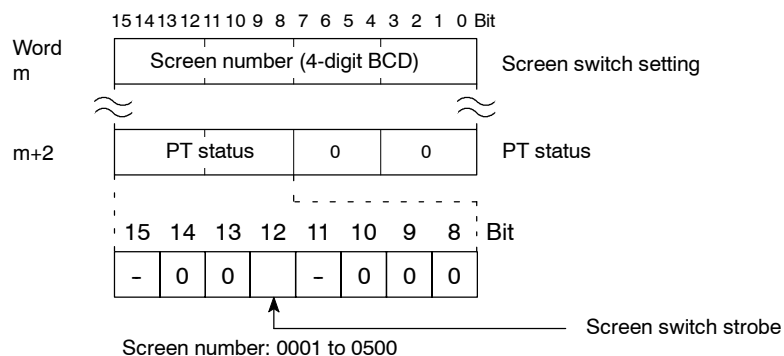 15 14 13 12 11 10 9 8 7 6 5 4 3 2 1 0 Bit
Word
m
Screen number (4-digit BCD)
Screen switch setting
m+2
PT status
0
0
PT status
15 14 13 12 11 10 9 8 Bit
– 0 0 – 0 0 0
Screen switch strobe
Screen number: 0001 to 0500